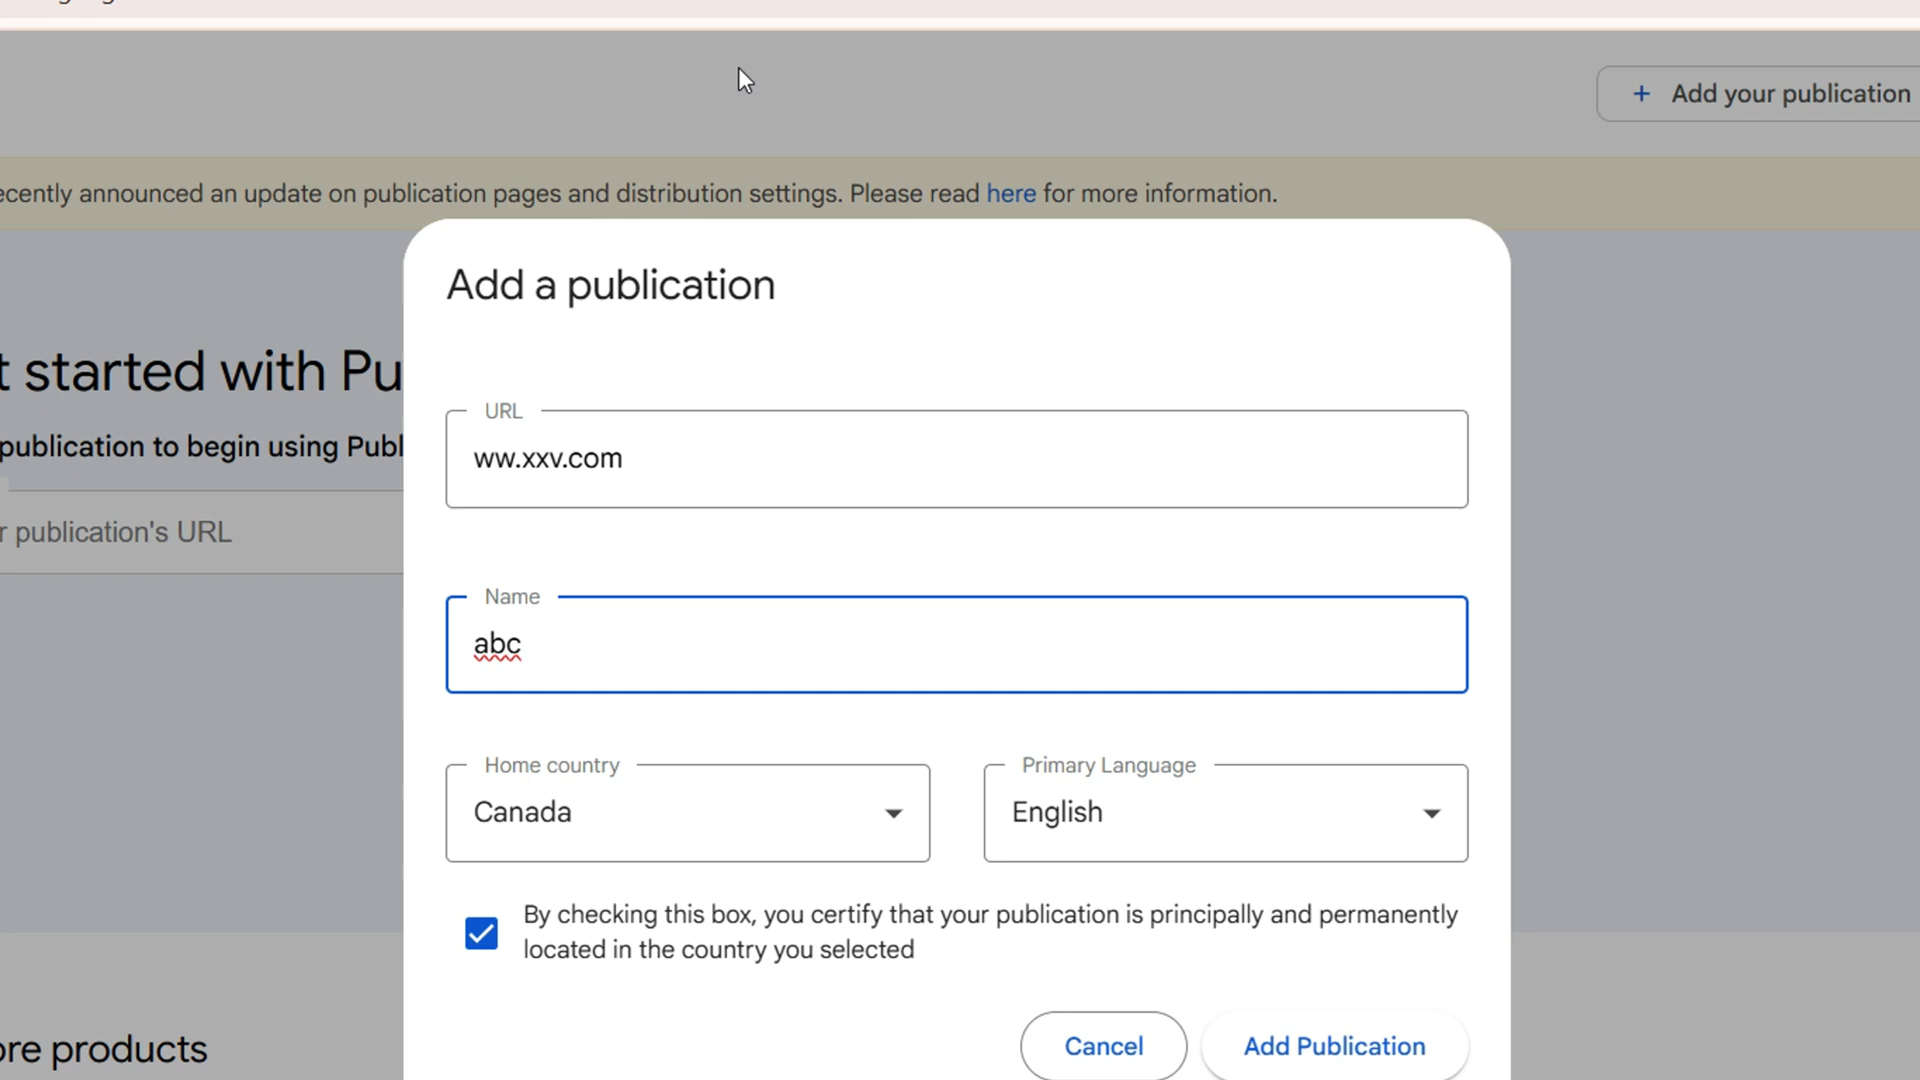 + Add your publication
ecently announced an update on publication pages and distribution settings. Please read here for more information.
Add a publication
t started with Pu
URL
ww.xxv.com
publication to begin using Publ
r publication's URL
Name
abc
Home country
Canada
Primary Language
English
By checking this box, you certify that your publication is principally and permanently
located in the country you selected
ore products
Cancel
Add Publication